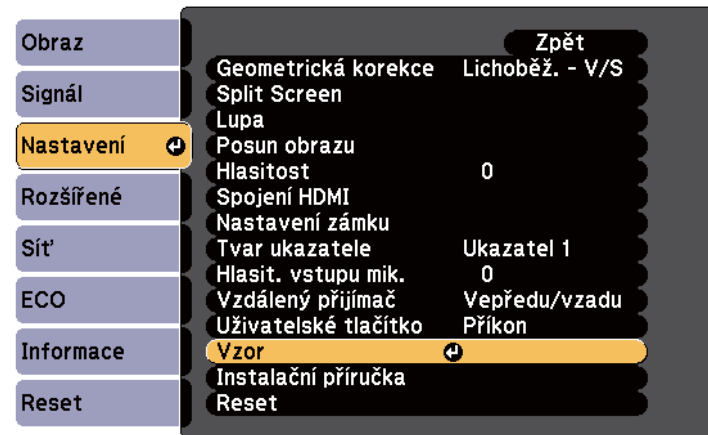 Obraz
Signál
Nastavení
Rozšířené
Síť
ECO
Informace
Reset
Zpět
Geometrická korekce Lichoběž. - V/S
Split Screen
Lupa
Posun obrazu
Hlasitost 0
Spojení HDMI
Nastavení zámku
Tvar ukazatele Ukazatel 1
Hlasit. vstupu mik. 0
Vzdálený přijímač Vepředu/vzadu
Uživatelské tlačítko Příkon
Vzor
Instalační příručka
Reset